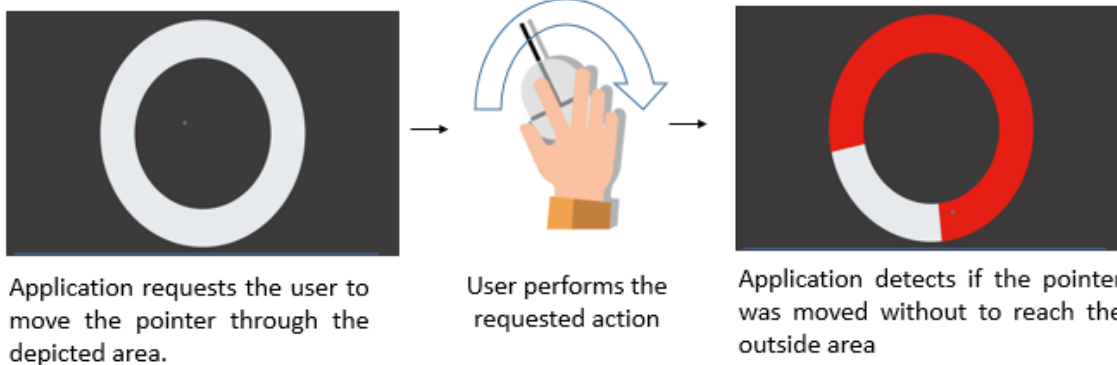 Application requests the user to
move the pointer through the
depicted area.
User performs the
requested action
Application detects if the pointer
was moved without to reach the
outside area